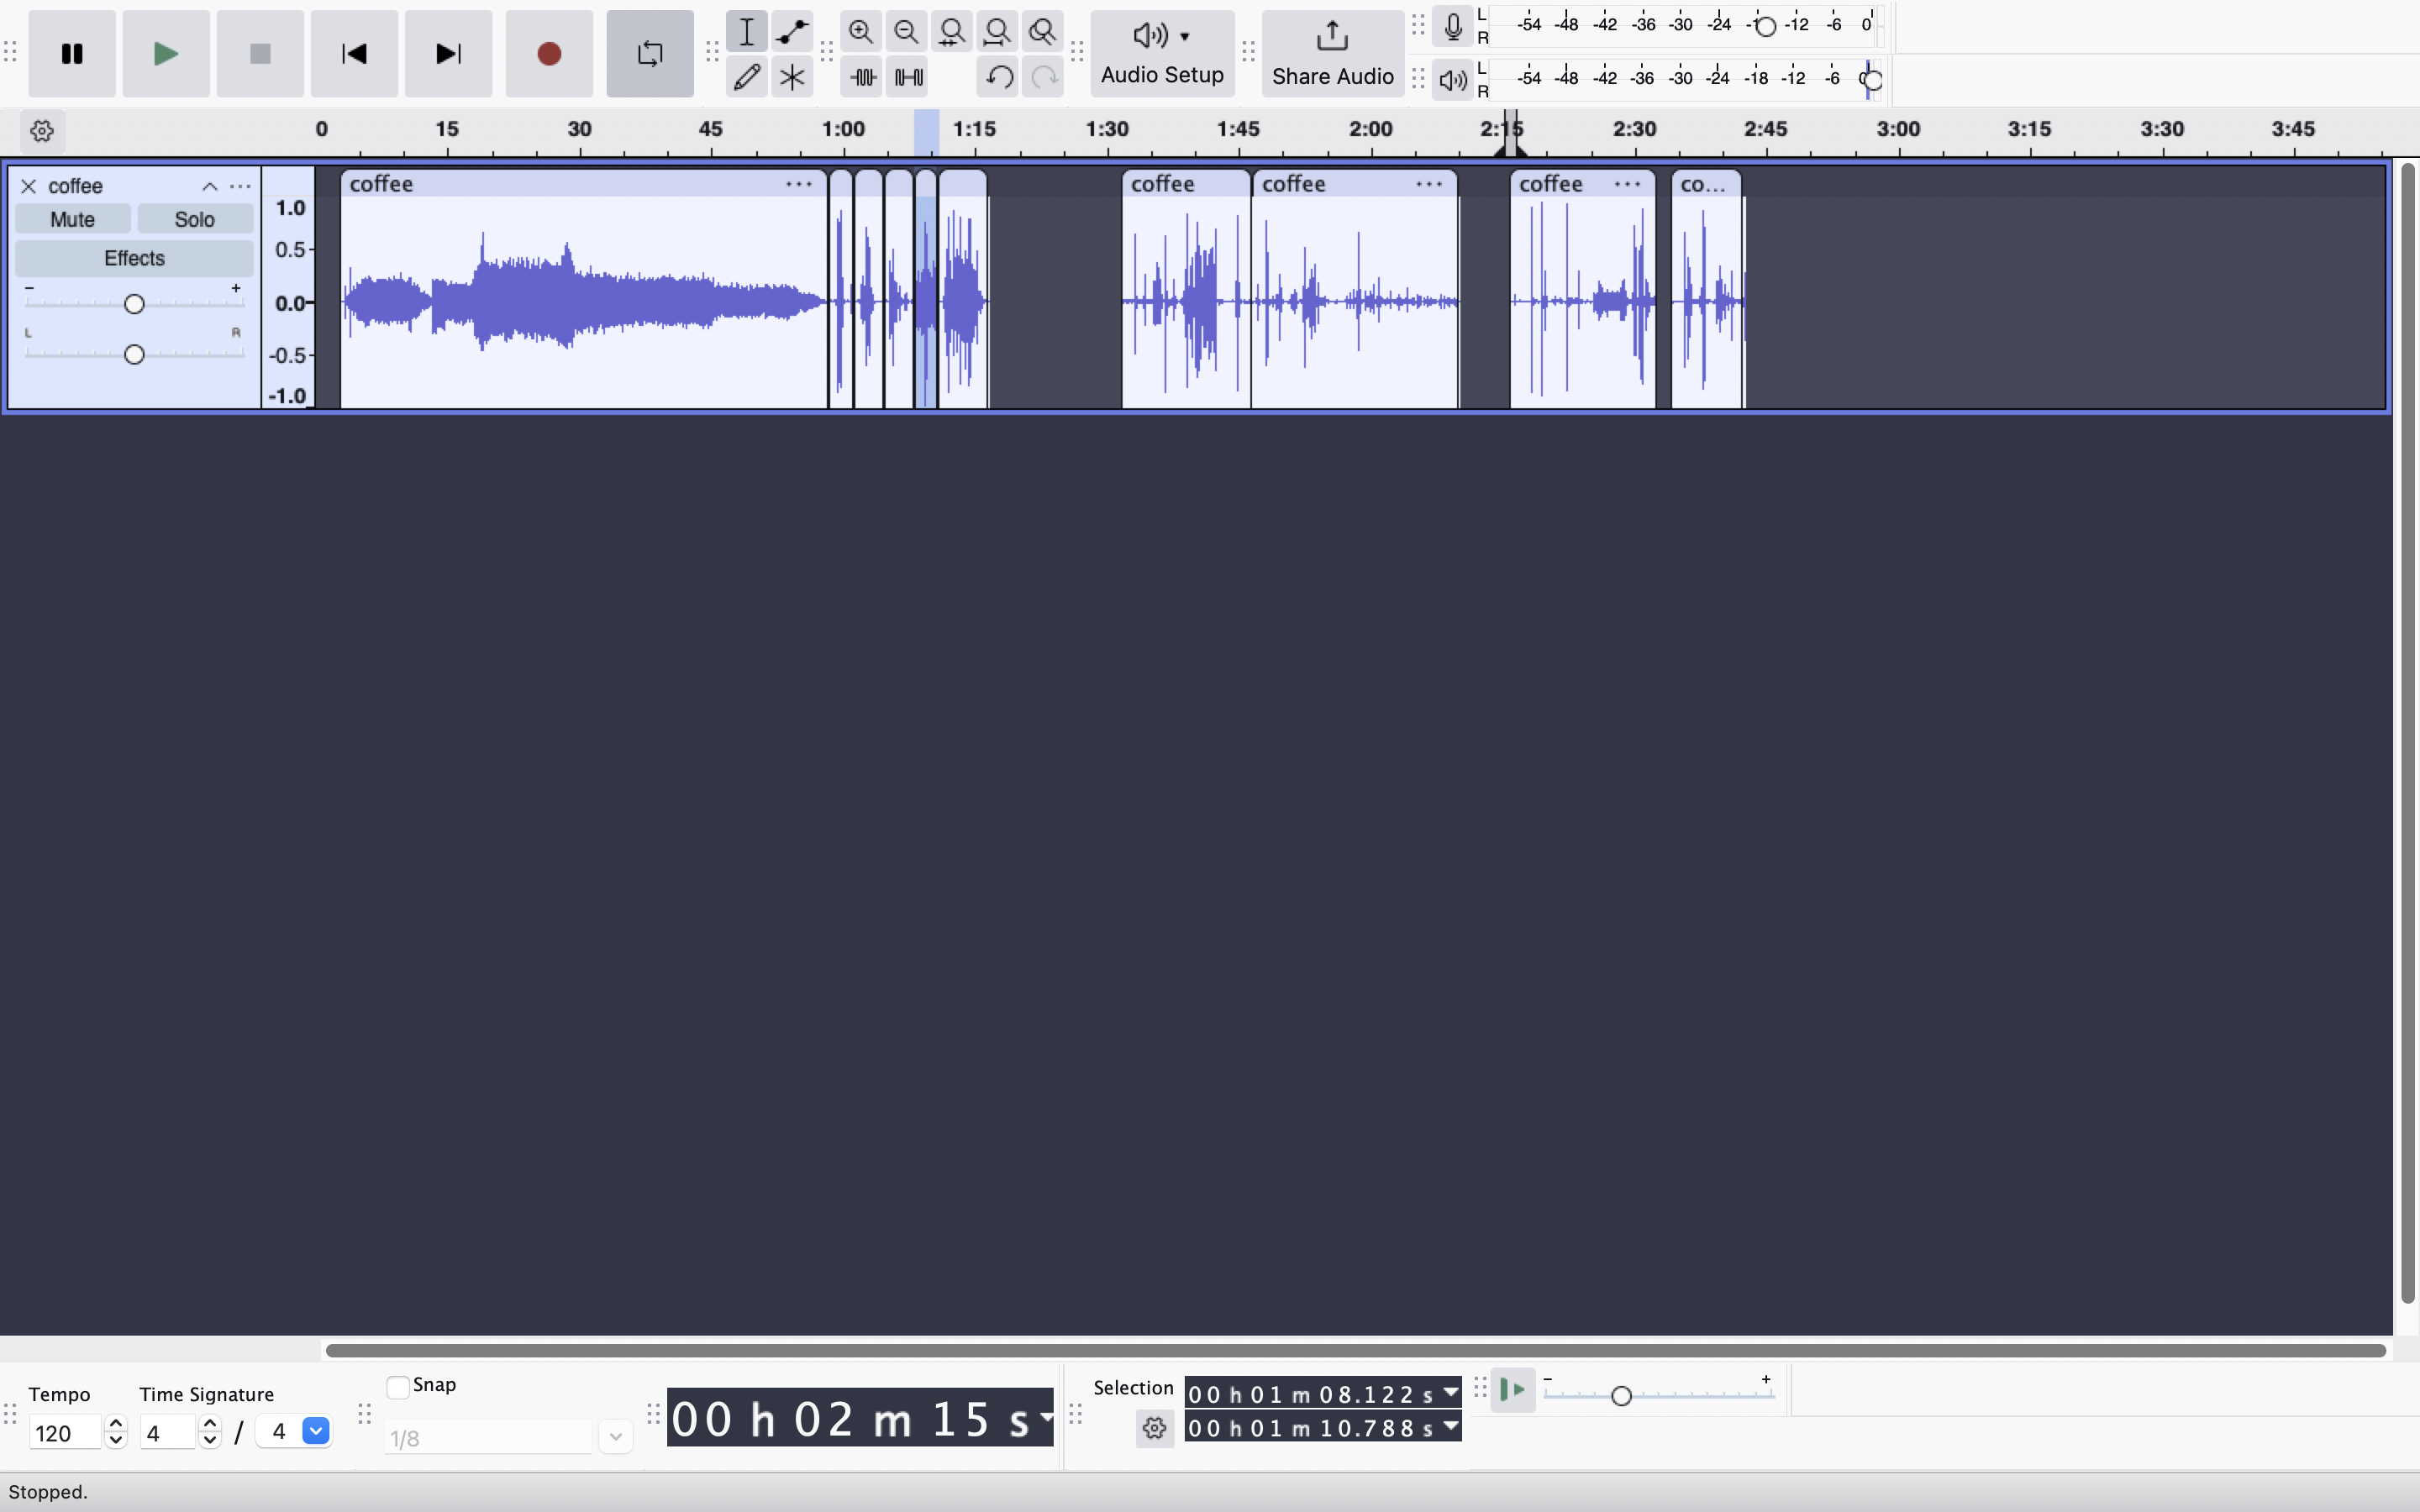 L -54 -48 -42 -36 -30 -24 -12 -6 0
R
L -54 -48 -42 -36 -30 -24 -18 -12 -6
R
Audio Setup
Share Audio
0 15 30 45 1:00 1:15 1:30 1:45 2:00 2:15 2:30 2:45 3:00 3:15 3:30 3:45
coffee
Mute Solo
Effects
- +
L R
1.0
0.5
0.0
-0.5
-1.0
coffee ... coffee coffee ... coffee ... co...
Tempo
120
Time Signature
4 / 4
Snap
1/8
00 h 02 m 15 s
Selection
00 h 01 m 08.122 s
00 h 01 m 10.788 s
- +
Stopped.